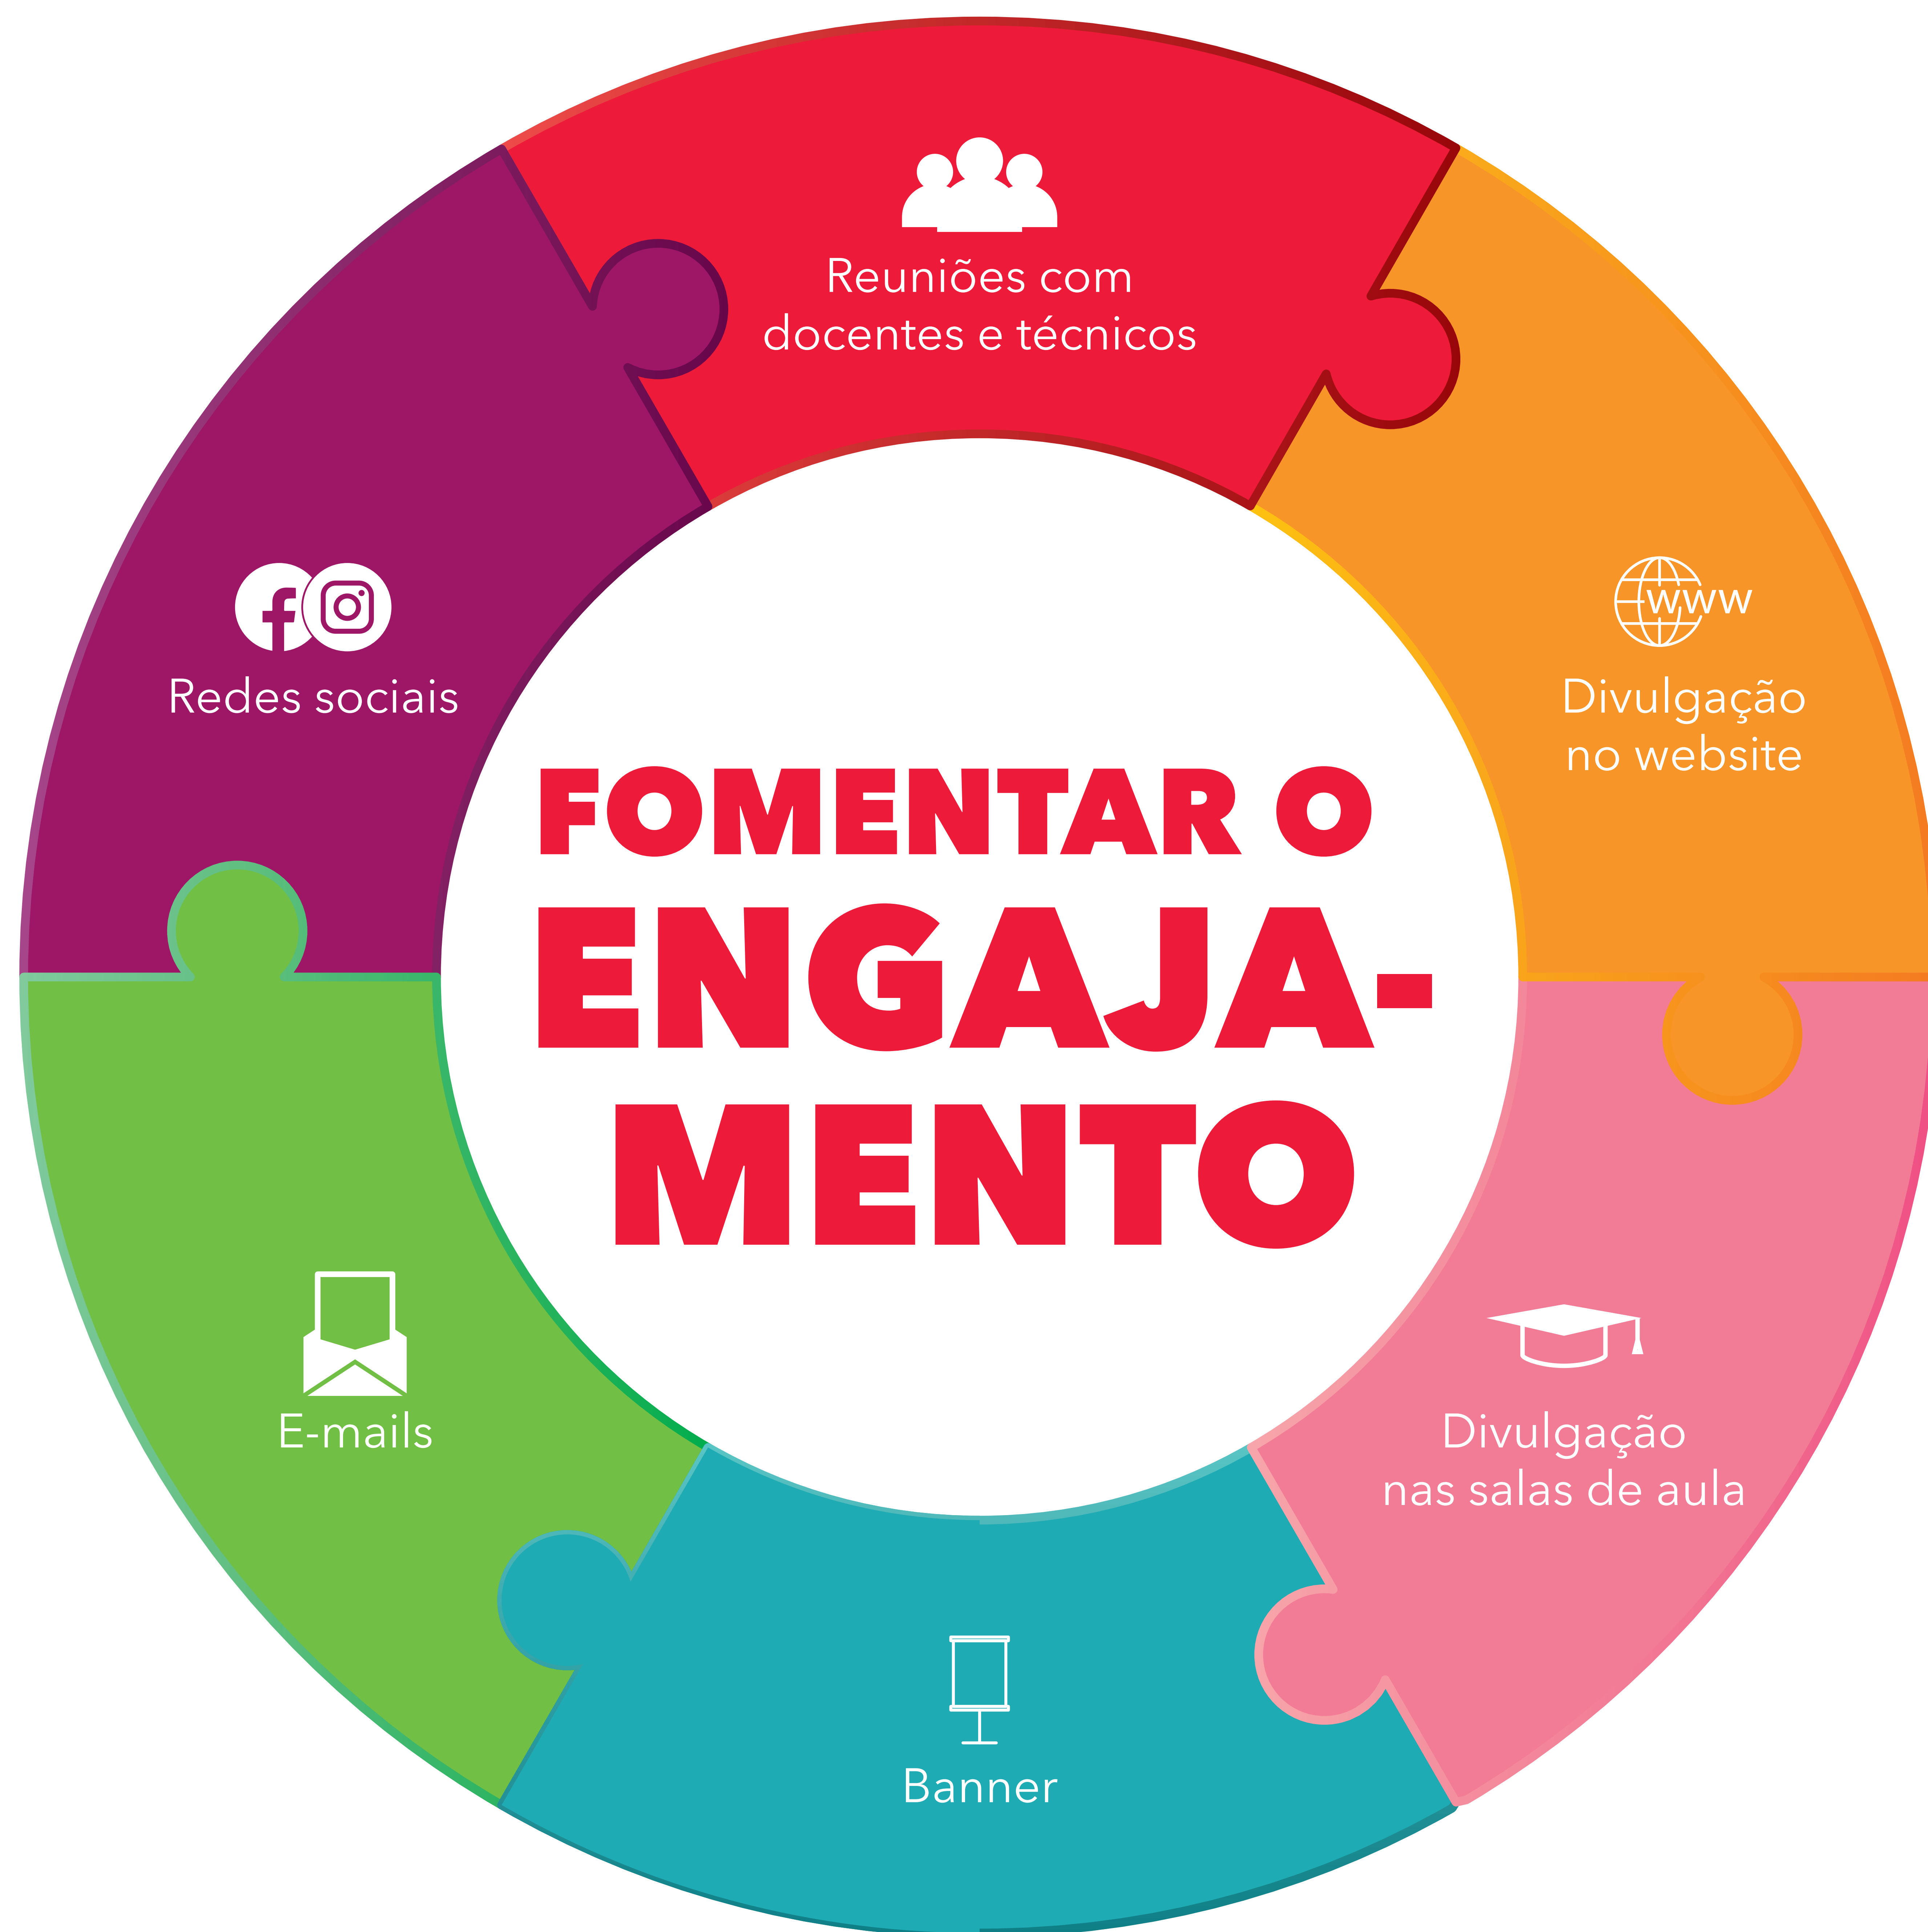 Reuniões com
docentes e técnicos
Redes sociais
www
Divulgação
no website
FOMENTAR O
ENGAJA-
MENTO
E-mails
Divulgação
nas salas de aula
Banner